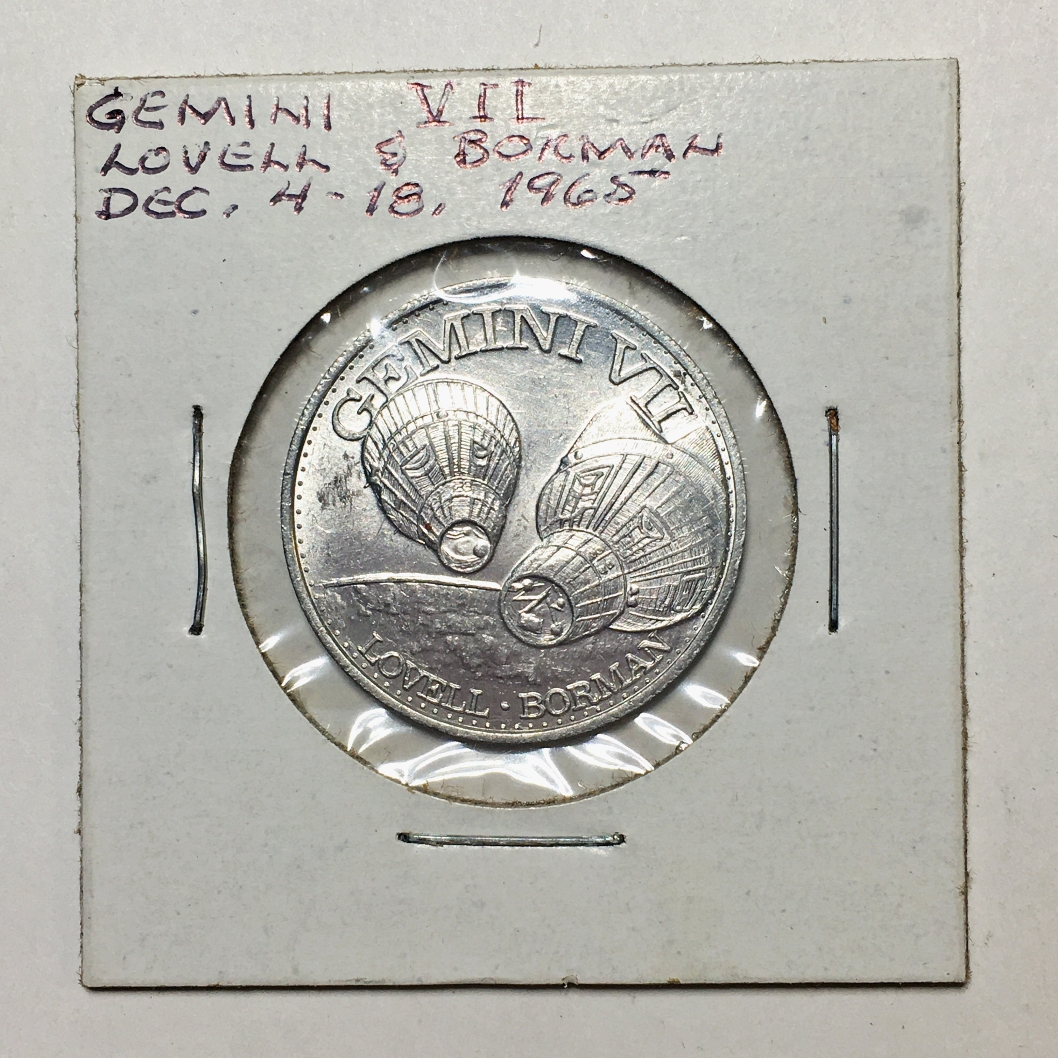 GEMINI VII
LOVELL & BORMAN
DEC. 4-18, 1965
GEMINI VII
LOVELL · BORMAN